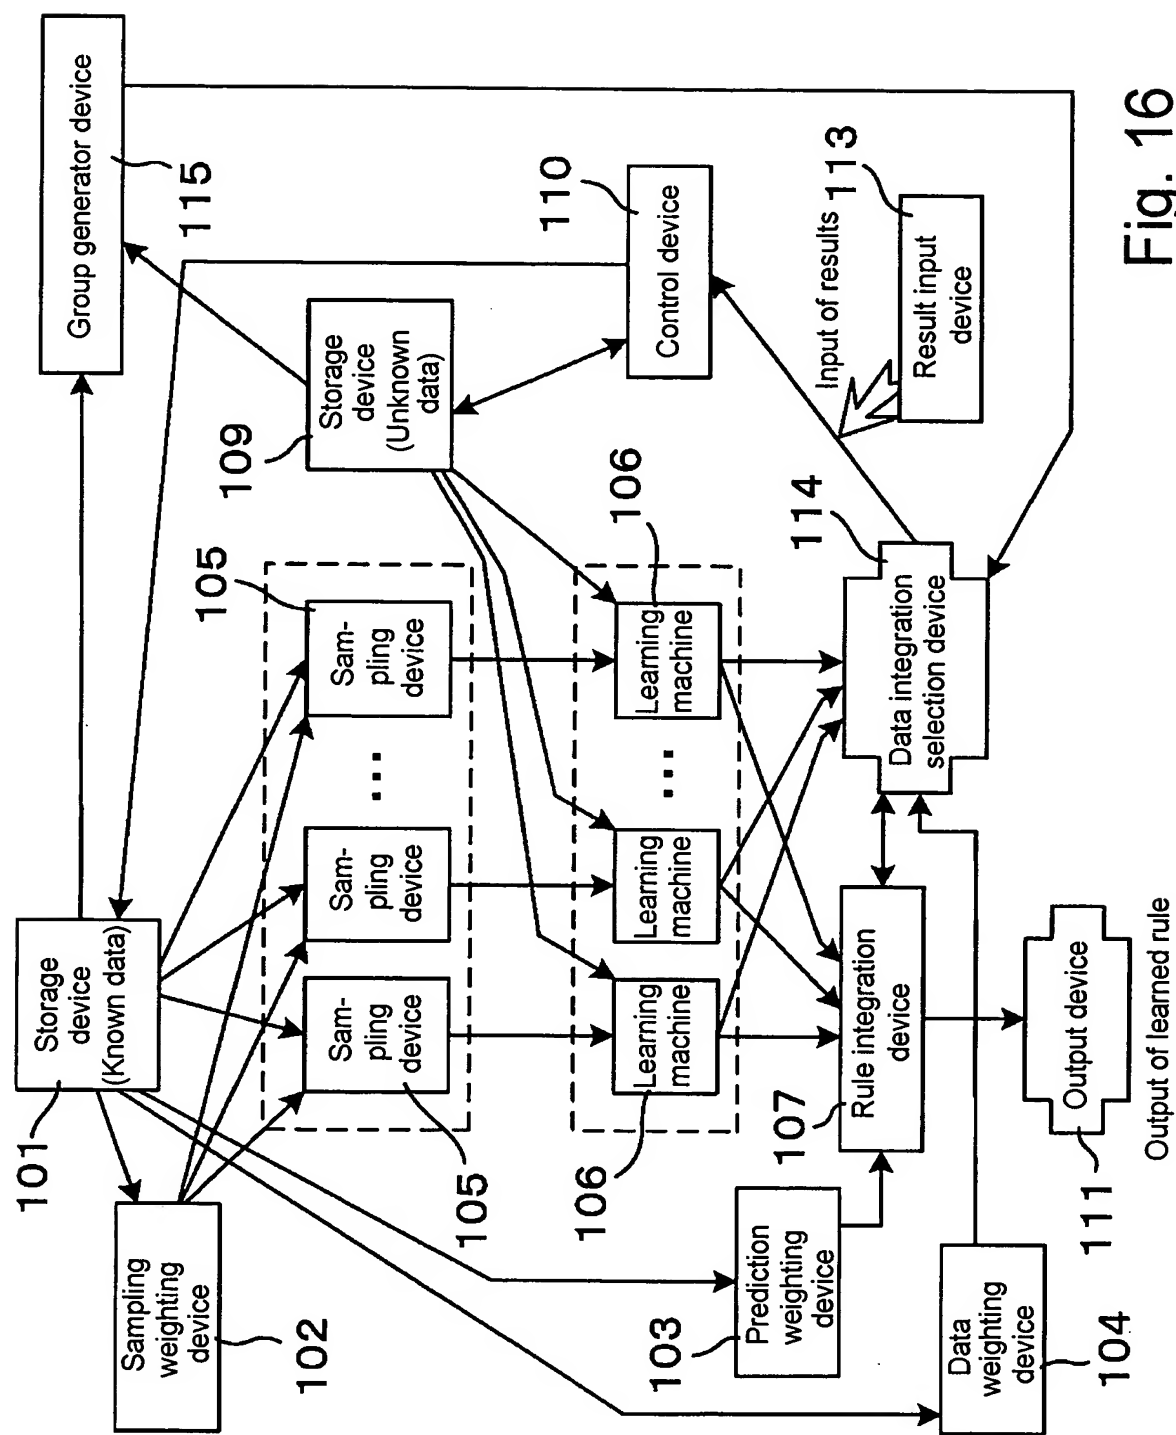 101
Storage
device
(Known data)
Group generator device
115
Sampling
weighting
device
102
105
Sam-
pling
device
Sam-
pling
device
...
Sam-
pling
device
105
109
Storage
device
(Unknown
data)
110
Control device
106
Learning
machine
Learning
machine
...
Learning
machine
106
Input of results
113
Result input
device
103
Prediction
weighting
device
107
Rule integration
device
114
Data integration
selection device
Data
weighting
device
104
111
Output device
Output of learned rule
Fig. 16